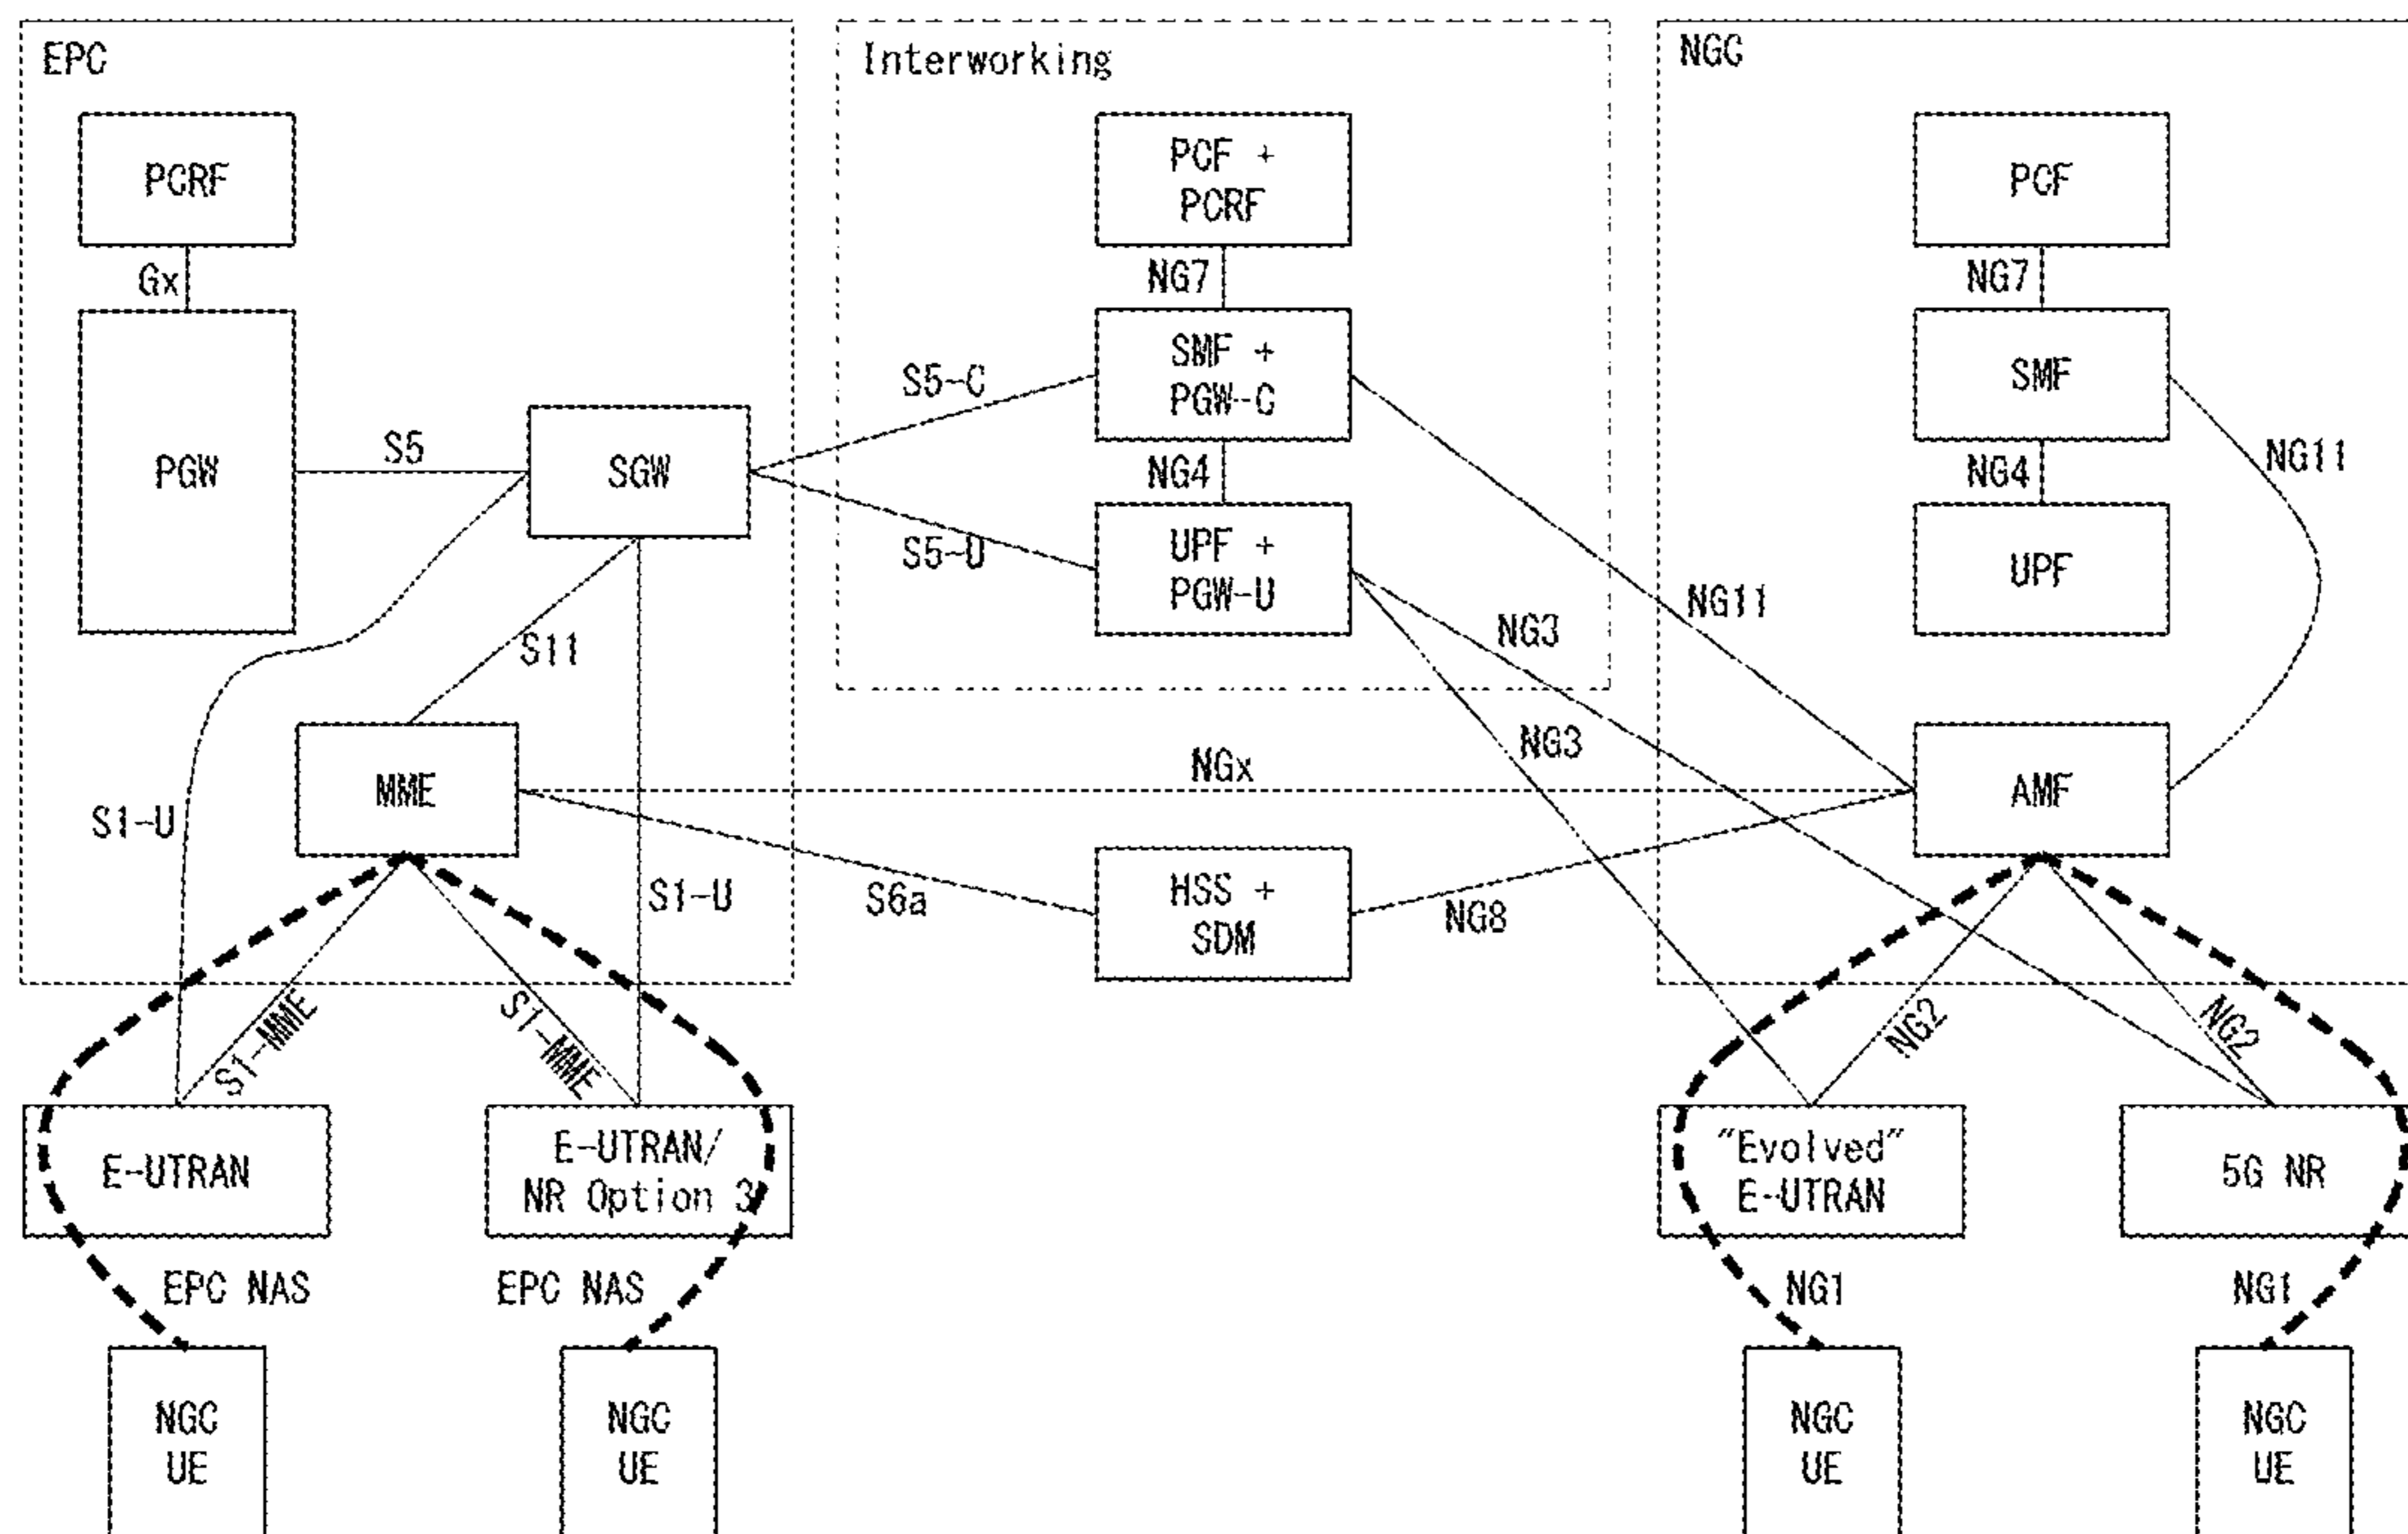 EPC
Interworking
NGC
PCRF
PCF +
PCRF
PCF
Gx
NG7
NG7
PGW
S5
SGW
S5-C
S5-U
SMF +
PGW-C
SMF
NG11
NG4
NG4
UPF +
PGW-U
UPF
NG11
NG3
NG3
S11
MME
NGx
AMF
S1-U
S1-U
S6a
HSS +
SDM
NG8
S1-MME
S1-MME
NG2
NG2
E-UTRAN
E-UTRAN/
NR Option 3
"Evolved"
E-UTRAN
5G NR
EPC NAS
EPC NAS
NG1
NG1
NGC
UE
NGC
UE
NGC
UE
NGC
UE